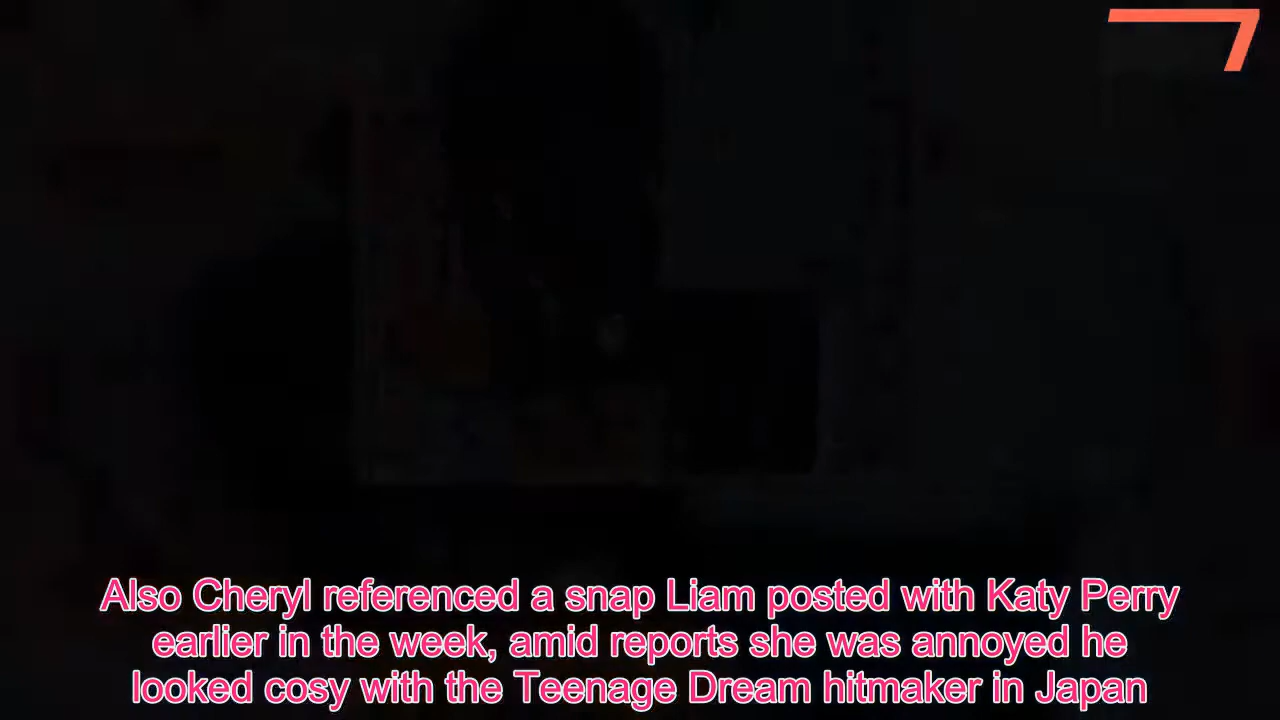 Also Cheryl referenced a snap Liam posted with Katy Perry
earlier in the week, amid reports she was annoyed he
looked cosy with the Teenage Dream hitmaker in Japan